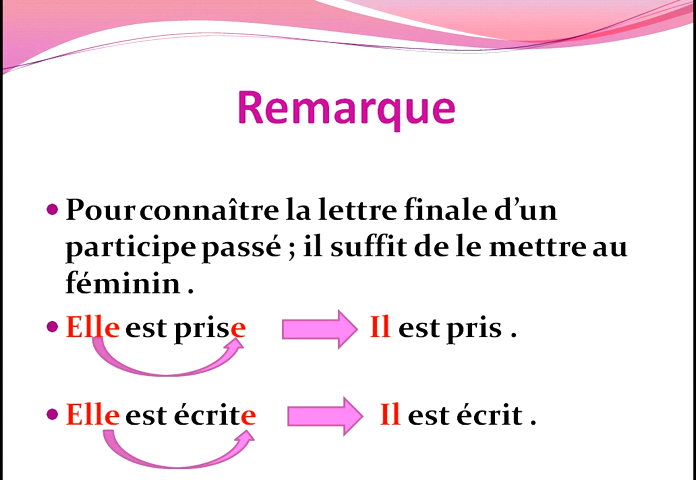 Remarque
• Pour connaître la lettre finale d’un
participe passé ; il suffit de le mettre au
féminin .
• Elle est prise Il est pris .
• Elle est écrite Il est écrit .